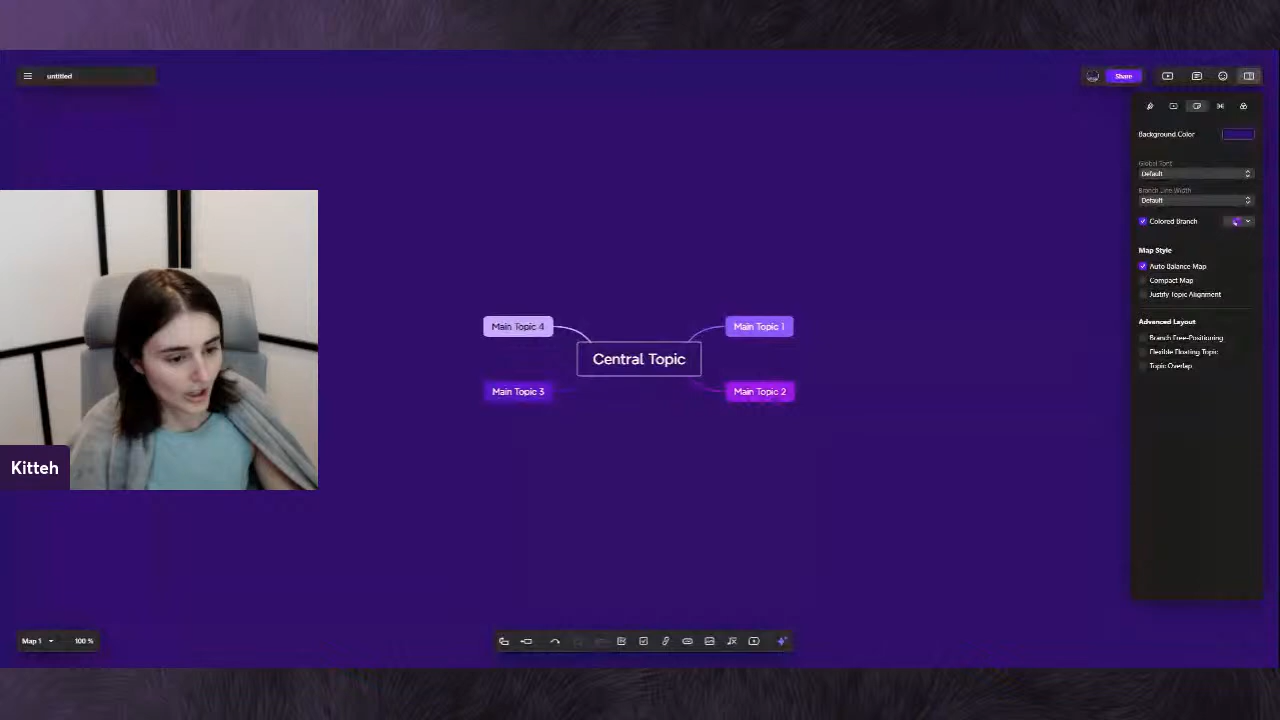 untitled
Share
Background Color
Global Font
Default
Branch Line Width
Default
Colored Branch
Map Style
Auto Balance Map
Compact Map
Justify Topic Alignment
Advanced Layout
Branch Free-Positioning
Flexible Floating Topic
Topic Overlap
Main Topic 4
Main Topic 1
Central Topic
Main Topic 3
Main Topic 2
Kitteh
Map 1
100 %